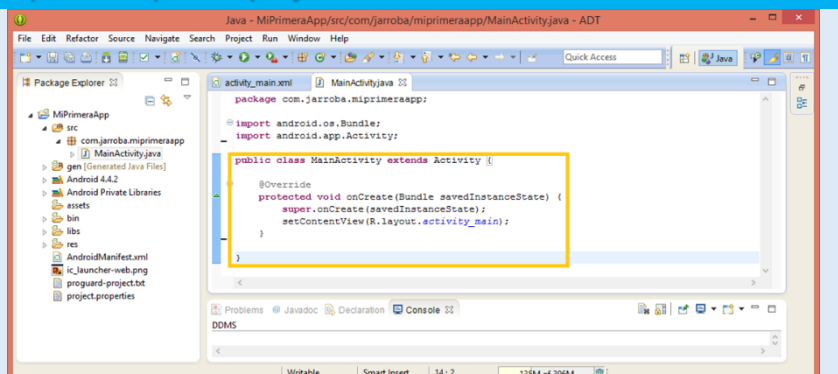 Java - MiPrimeraApp/src/com/jarroba/miprimeraapp/MainActivity.java - ADT
File Edit Refactor Source Navigate Search Project Run Window Help
Quick Access
Java
Package Explorer
MiPrimeraApp
src
com.jarroba.miprimeraapp
MainActivity.java
gen [Generated Java Files]
Android 4.4.2
Android Private Libraries
assets
bin
libs
res
AndroidManifest.xml
ic_launcher-web.png
proguard-project.txt
project.properties
activity_main.xml
MainActivity.java
package com.jarroba.miprimeraapp;
import android.os.Bundle;
import android.app.Activity;
public class MainActivity extends Activity {
@Override
protected void onCreate(Bundle savedInstanceState) {
super.onCreate(savedInstanceState);
setContentView(R.layout.activity_main);
}
}
Problems @ Javadoc Declaration Console
DDMS
Writable Smart Insert 14 : 2